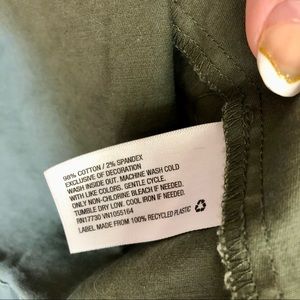 98% COTTON / 2% SPANDEX
EXCLUSIVE OF DECORATION
WASH INSIDE OUT. MACHINE WASH COLD
WITH LIKE COLORS. GENTLE CYCLE.
ONLY NON-CHLORINE BLEACH IF NEEDED.
TUMBLE DRY LOW. COOL IRON IF NEEDED.
RN17730 VN1055164
LABEL MADE FROM 100% RECYCLED PLASTIC